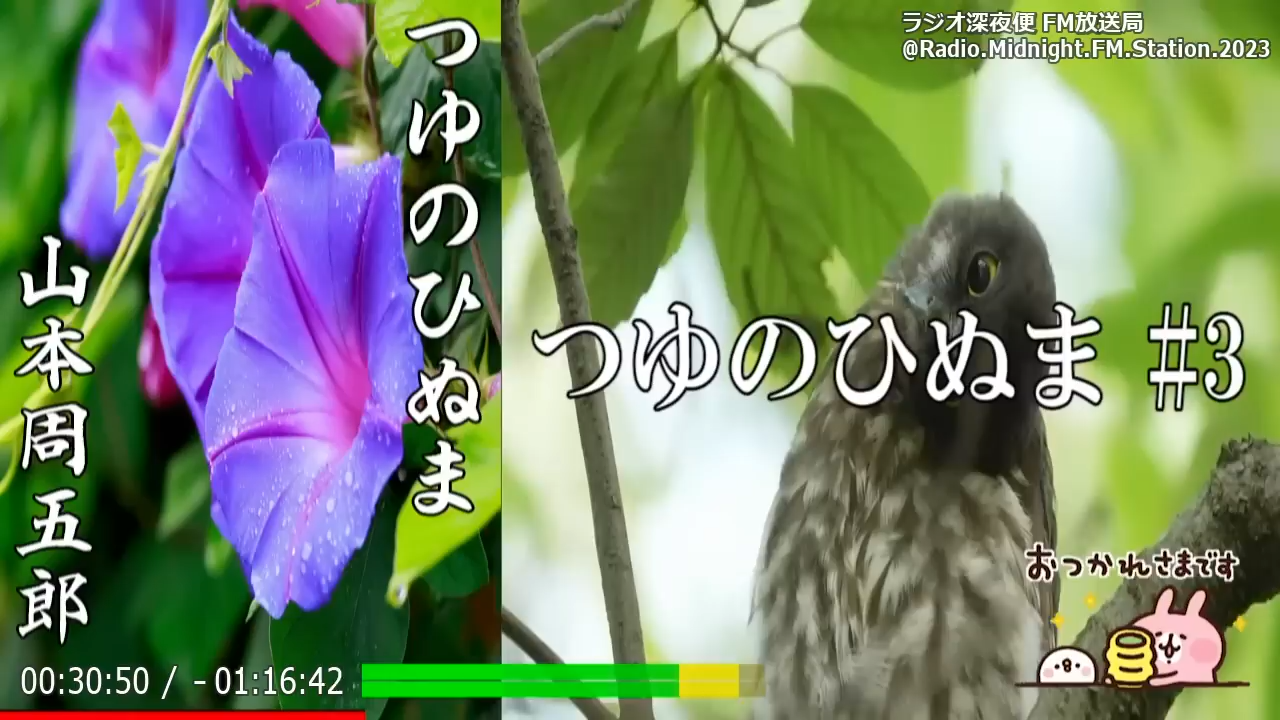 ラジオ深夜便 FM放送局
@Radio.Midnight.FM.Station.2023
つゆのひぬま
山本周五郎
つゆのひぬま #3
おつかれさまです
00:30:50 / -01:16:42